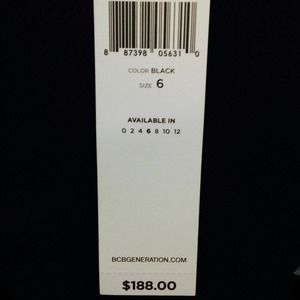 8 87398 05631 0
COLOR BLACK
SIZE 6
AVAILABLE IN
0 2 4 6 8 10 12
BCBGENERATION.COM
$188.00